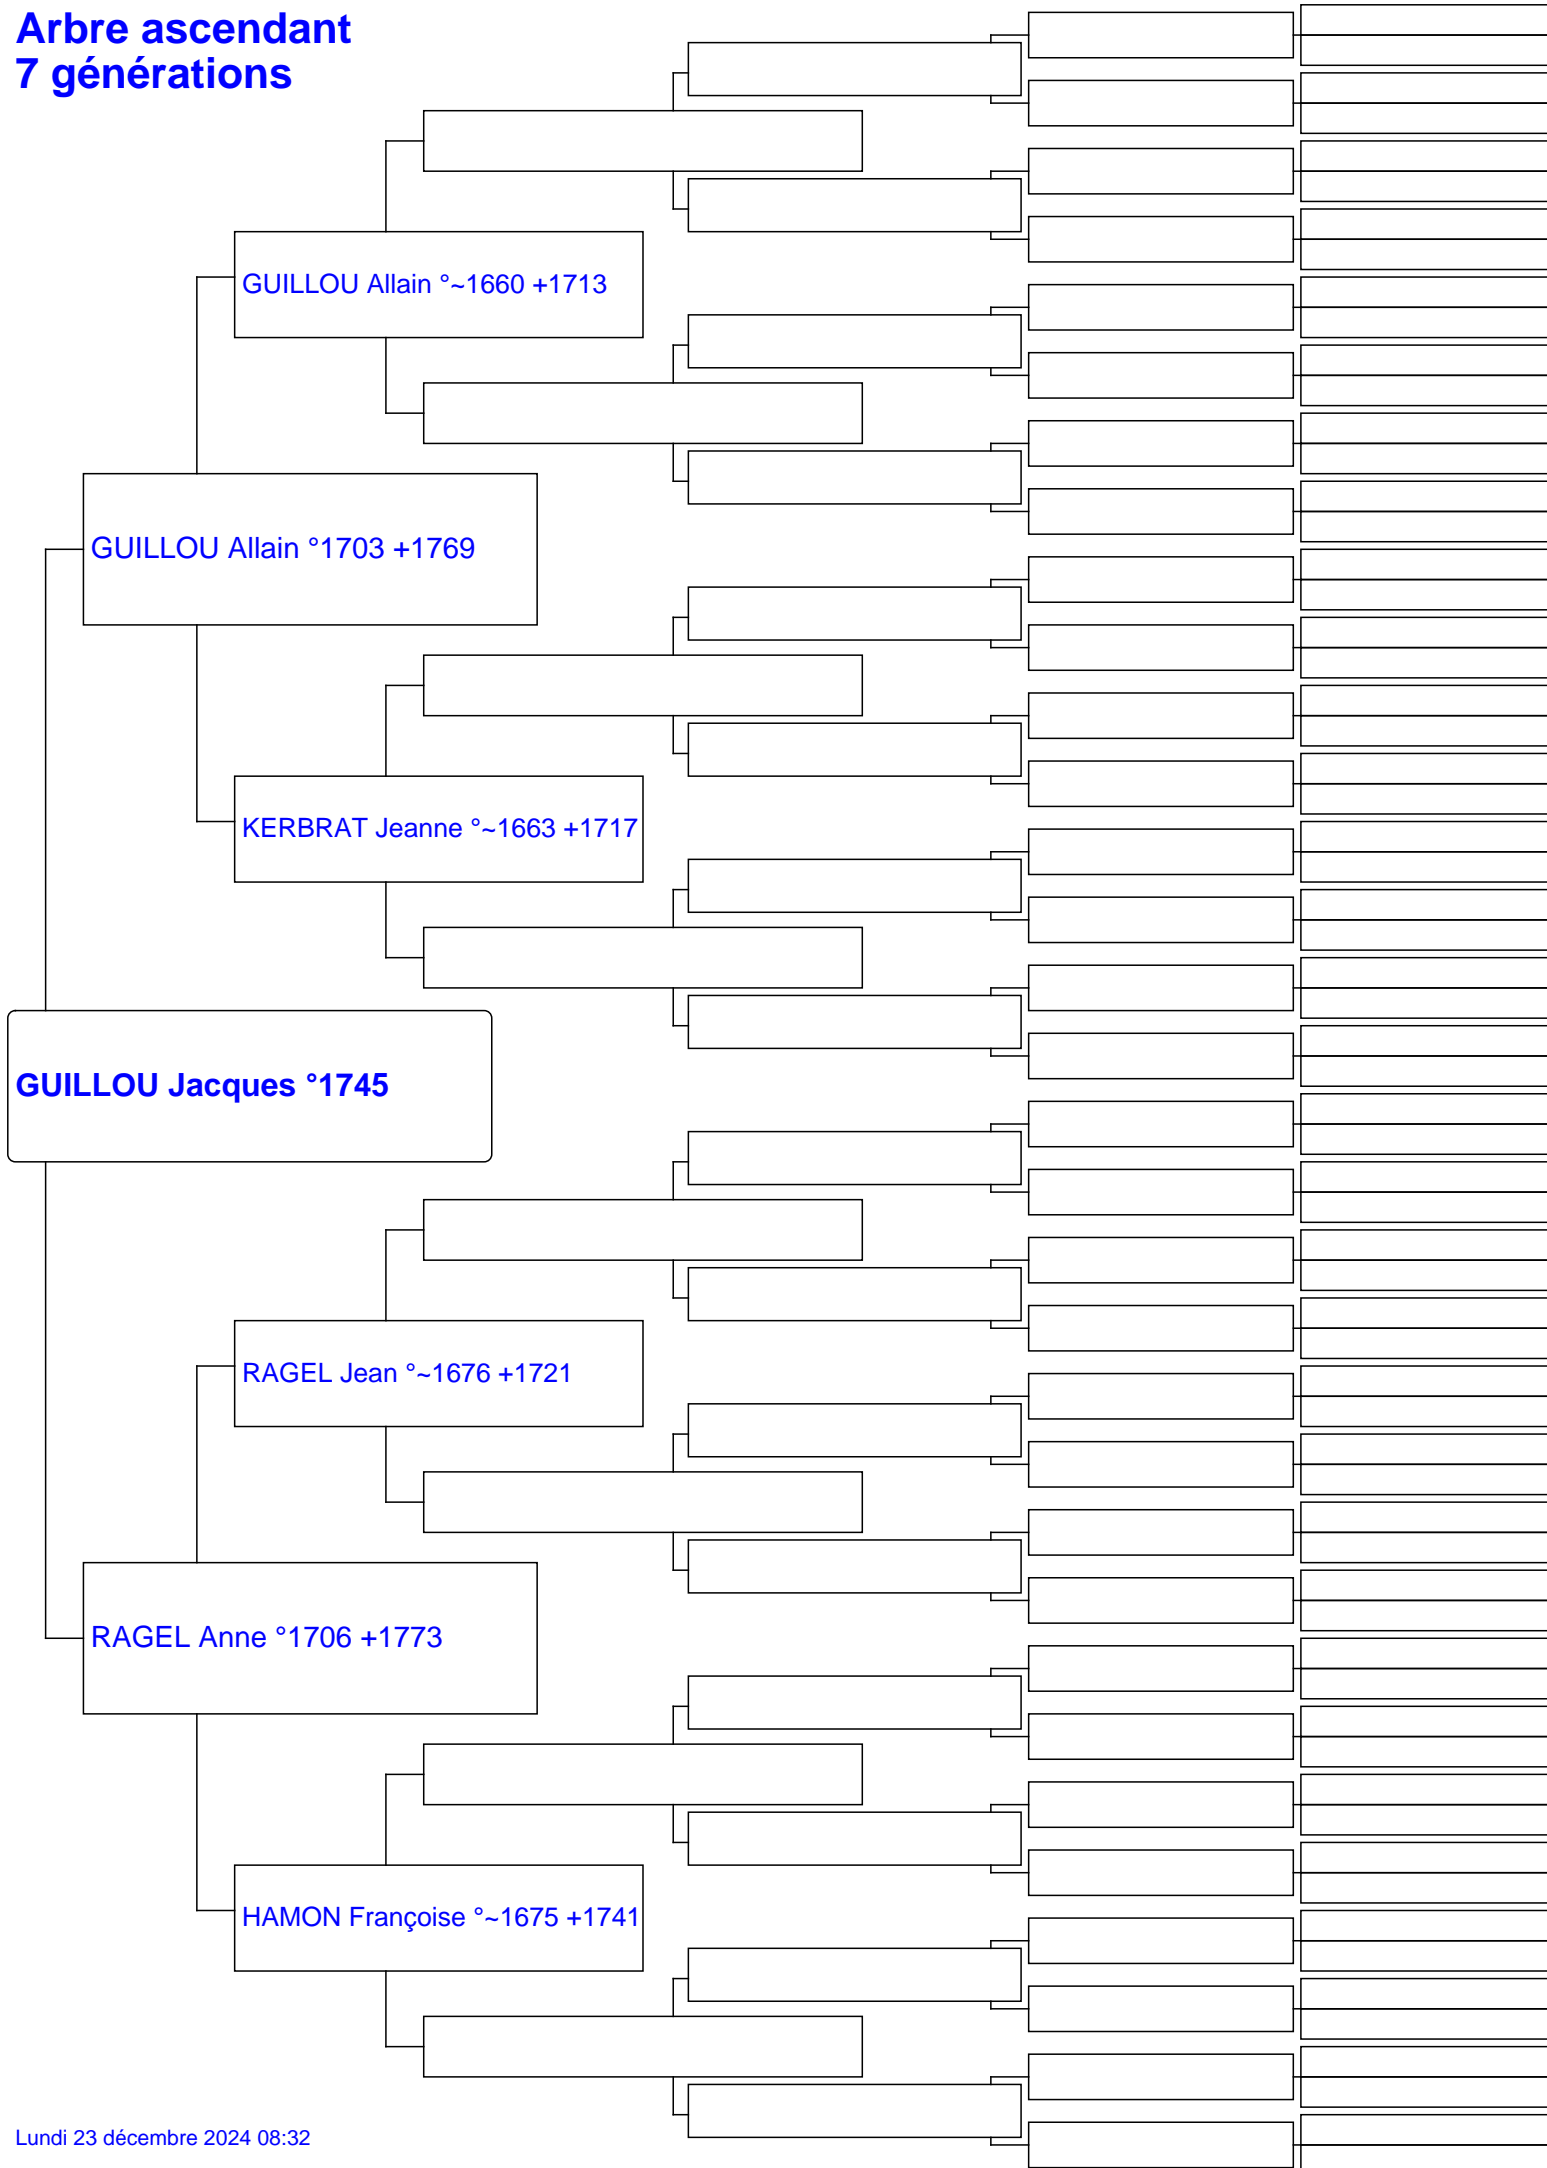 Arbre ascendant
7 générations
GUILLOU Allain °~1660 +1713
GUILLOU Allain °1703 +1769
KERBRAT Jeanne °~1663 +1717
GUILLOU Jacques °1745
RAGEL Jean °~1676 +1721
RAGEL Anne °1706 +1773
HAMON Françoise °~1675 +1741
Lundi 23 décembre 2024 08:32